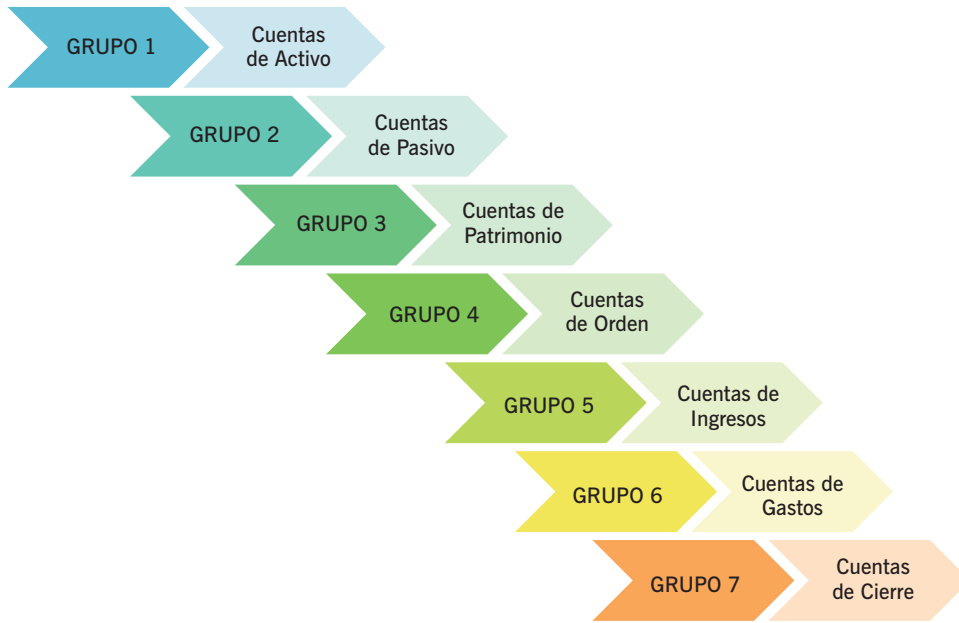 GRUPO 1
Cuentas
de Activo
GRUPO 2
Cuentas
de Pasivo
GRUPO 3
Cuentas de
Patrimonio
GRUPO 4
Cuentas
de Orden
GRUPO 5
Cuentas de
Ingresos
GRUPO 6
Cuentas de
Gastos
GRUPO 7
Cuentas
de Cierre